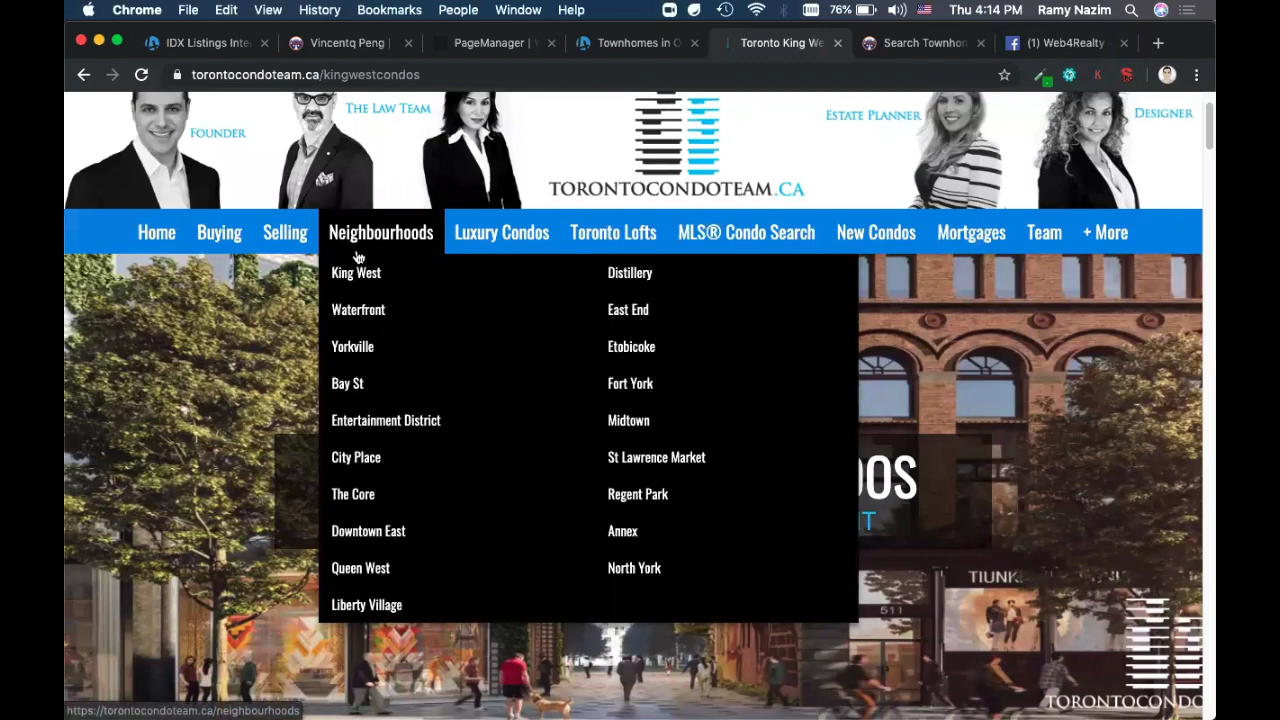 Chrome File Edit View History Bookmarks People Window Help 76% Thu 4:14 PM Ramy Nazim
IDX Listings Inte
Vincentq Peng |
PageManager |
Townhomes in O
Toronto King We
Search Townhon
(1) Web4Realty -
torontocondoteam.ca/kingwestcondos
FOUNDER
THE LAW TEAM
ESTATE PLANNER
DESIGNER
TORONTOCONDOTEAM.CA
Home Buying Selling Neighbourhoods Luxury Condos Toronto Lofts MLS® Condo Search New Condos Mortgages Team + More
King West
Waterfront
Yorkville
Bay St
Entertainment District
City Place
The Core
Downtown East
Queen West
Liberty Village
Distillery
East End
Etobicoke
Fort York
Midtown
St Lawrence Market
Regent Park
Annex
North York
DOS
T
TIUNK
511
TORONTOCONDO
https://torontocondoteam.ca/neighbourhoods